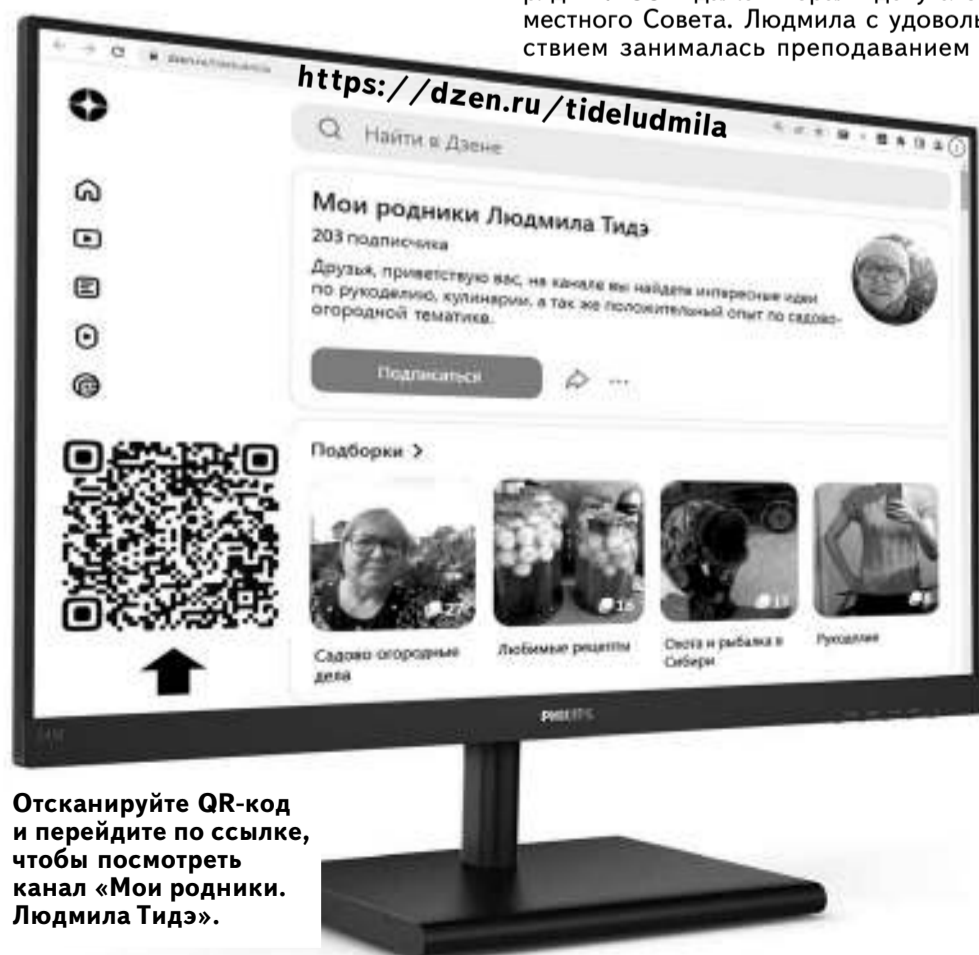 местного Совета. Людмила с удоволь-
ствием занималась преподаванием
https://dzen.ru/tideludmila
Найти в Дзене
Мои родники Людмила Тидэ
203 подписчика
Друзья, приветствую вас, на канале вы найдете интересные идеи
по рукоделию, кулинарии, а так же положительный опыт по садово-
огородной тематике.
Подписаться
Подборки >
27
16
Садово огородные
дела
Любимые рецепты
Охота и рыбалка в
Сибири
Рукоделие
PHILIPS
Отсканируйте QR-код
и перейдите по ссылке,
чтобы посмотреть
канал «Мои родники.
Людмила Тидэ».